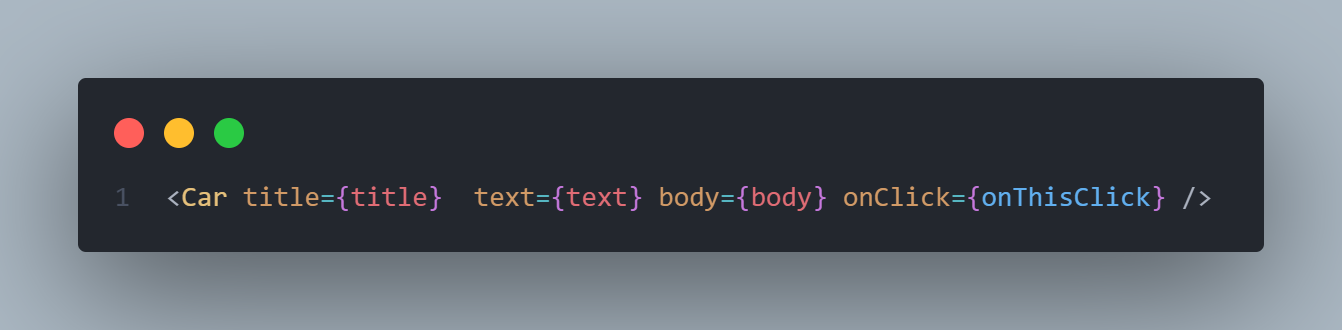 1 <Car title={title}  text={text} body={body} onClick={onThisClick} />